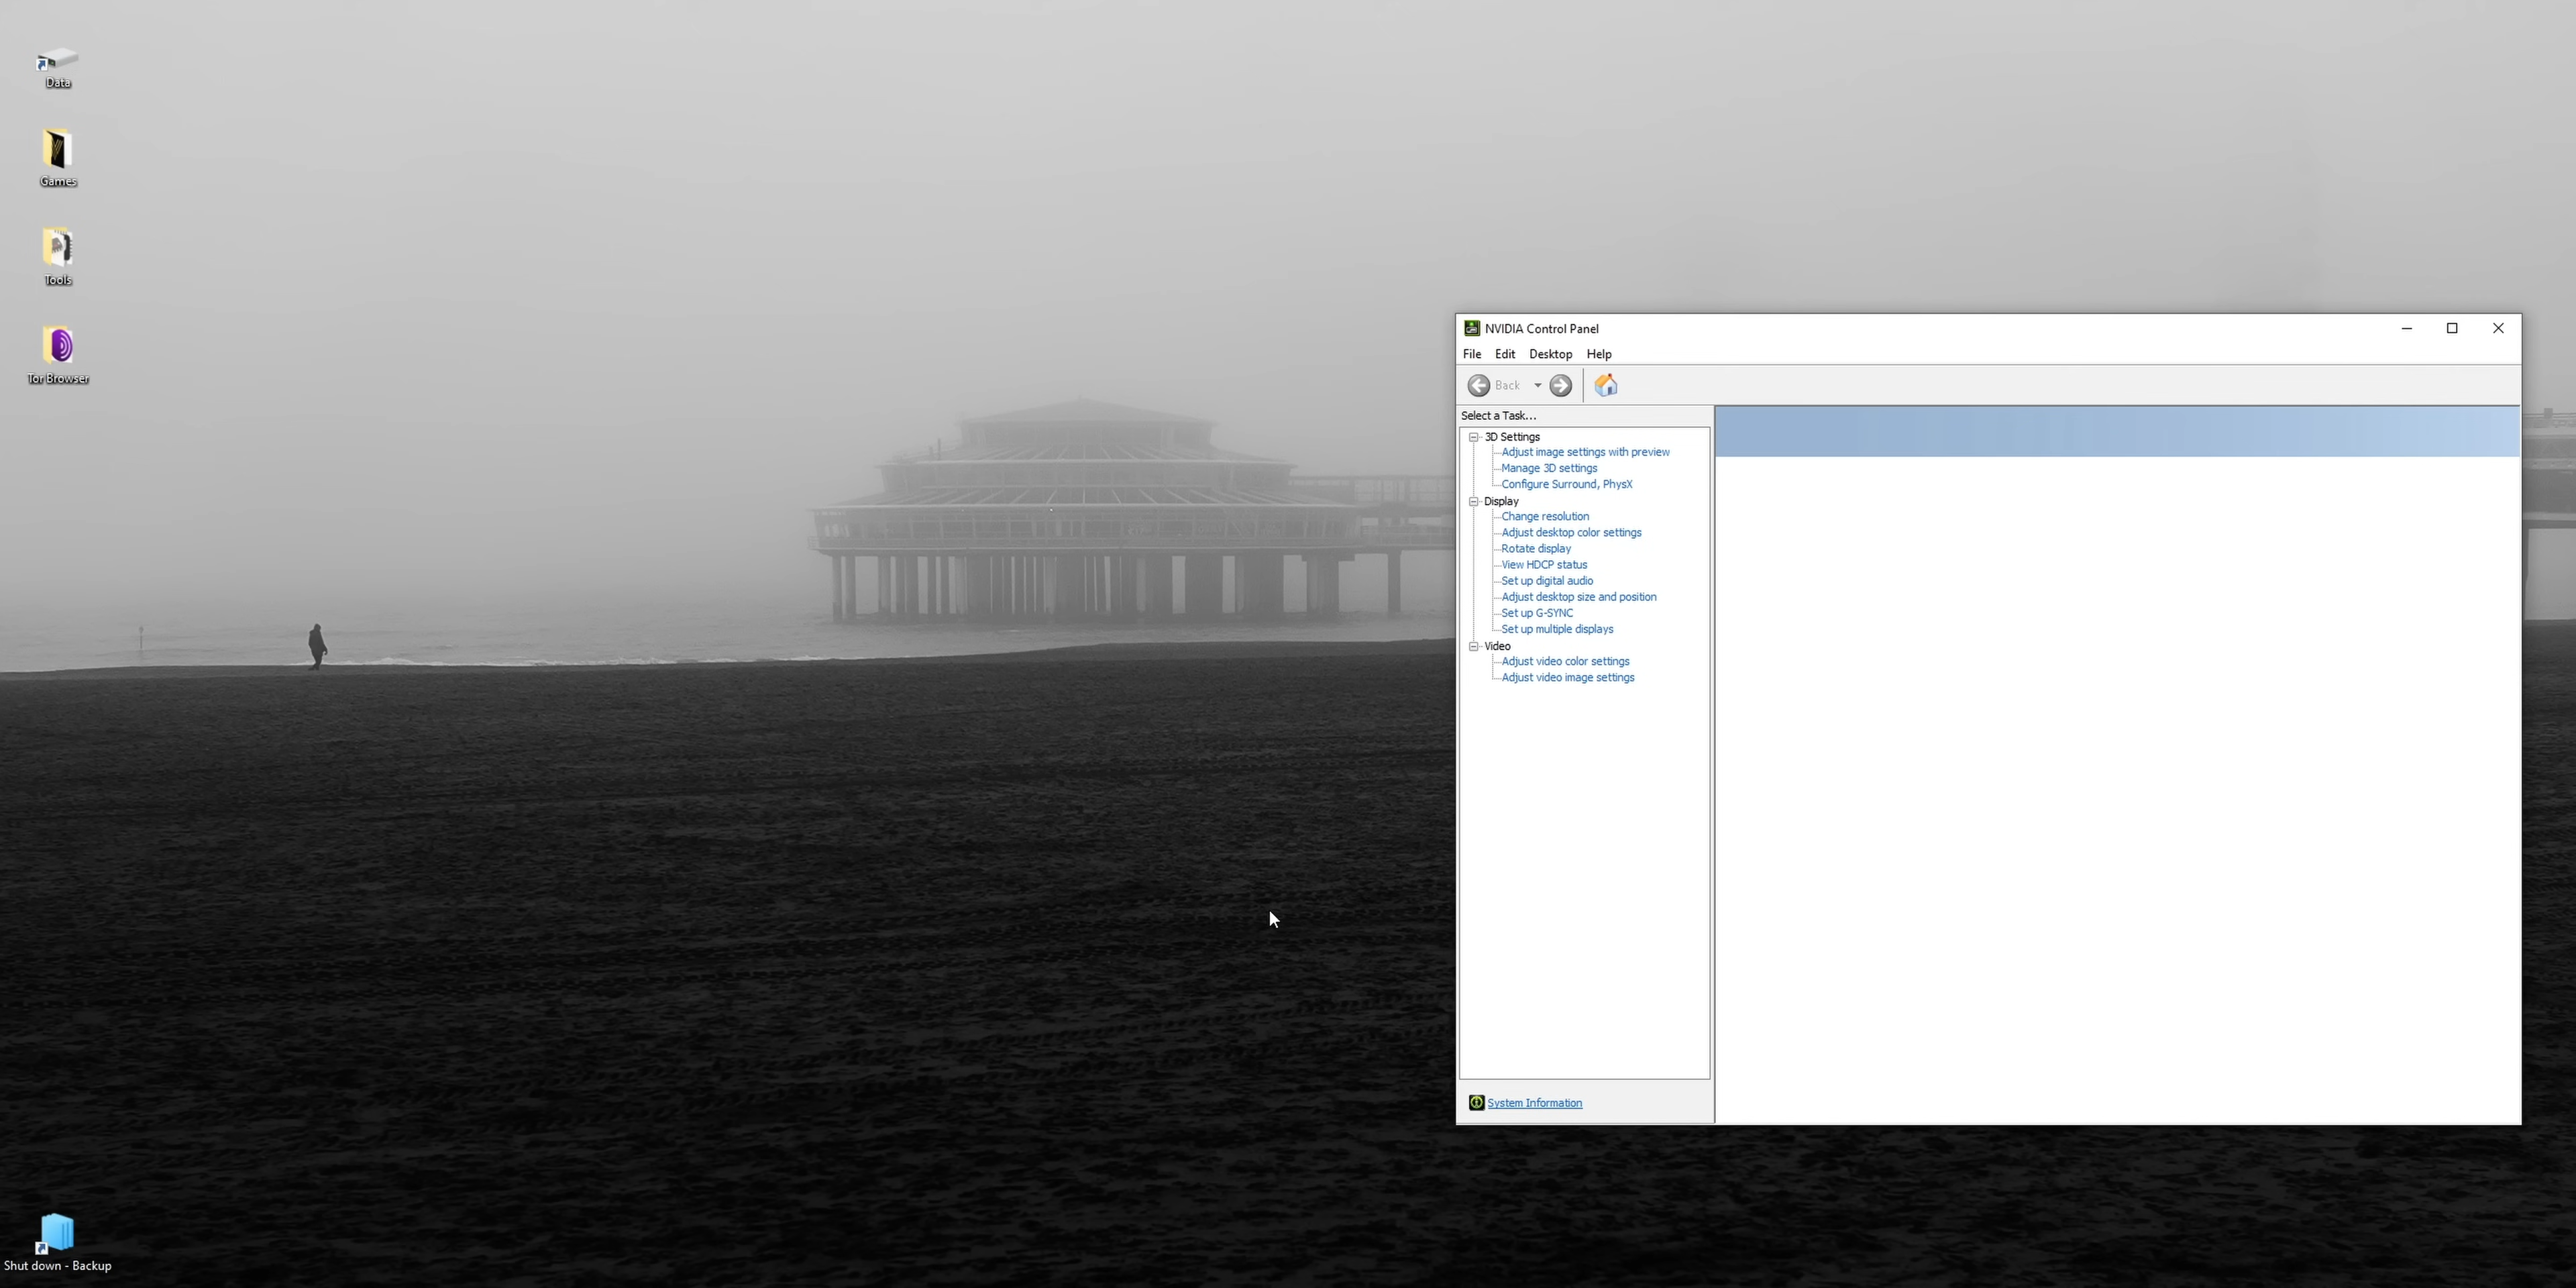 Data
Games
Tools
Tor Browser
Shut down - Backup
NVIDIA Control Panel
File Edit Desktop Help
Back
Select a Task...
3D Settings
Adjust image settings with preview
Manage 3D settings
Configure Surround, PhysX
Display
Change resolution
Adjust desktop color settings
Rotate display
View HDCP status
Set up digital audio
Adjust desktop size and position
Set up G-SYNC
Set up multiple displays
Video
Adjust video color settings
Adjust video image settings
System Information